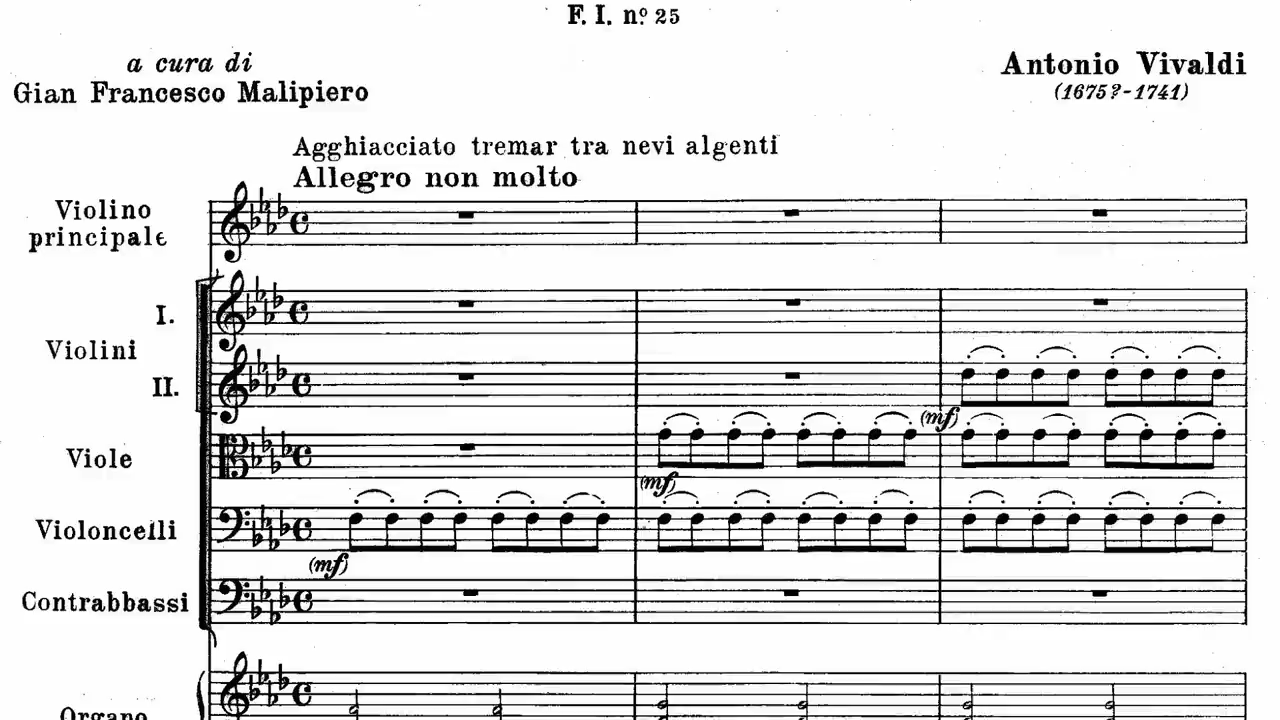 F. I. nº 25
a cura di
Gian Francesco Malipiero
Antonio Vivaldi
(1675?-1741)
Agghiacciato tremar tra nevi algenti
Allegro non molto
Violino
principale
I.
Violini
II.
(mf)
Viole
(mf)
Violoncelli
(mf)
Contrabbassi
Organo